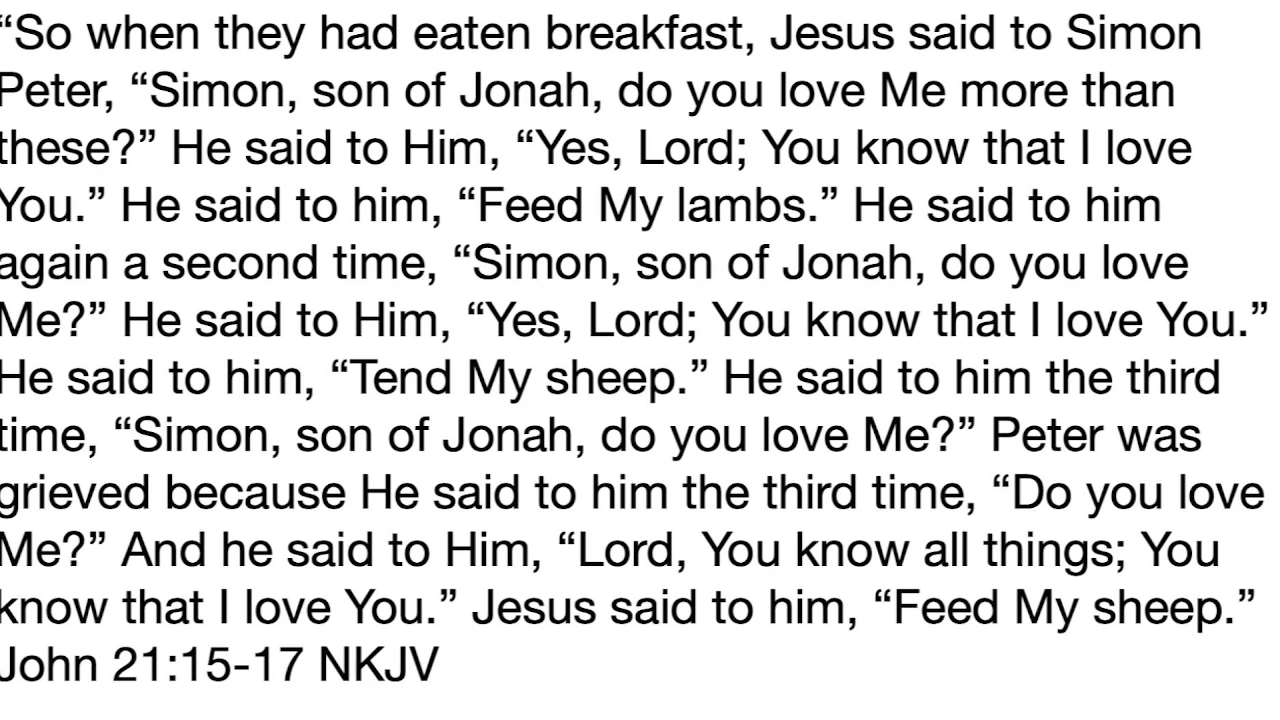 “So when they had eaten breakfast, Jesus said to Simon
Peter, “Simon, son of Jonah, do you love Me more than
these?” He said to Him, “Yes, Lord; You know that I love
You.” He said to him, “Feed My lambs.” He said to him
again a second time, “Simon, son of Jonah, do you love
Me?” He said to Him, “Yes, Lord; You know that I love You.”
He said to him, “Tend My sheep.” He said to him the third
time, “Simon, son of Jonah, do you love Me?” Peter was
grieved because He said to him the third time, “Do you love
Me?” And he said to Him, “Lord, You know all things; You
know that I love You.” Jesus said to him, “Feed My sheep.”
John 21:15-17 NKJV